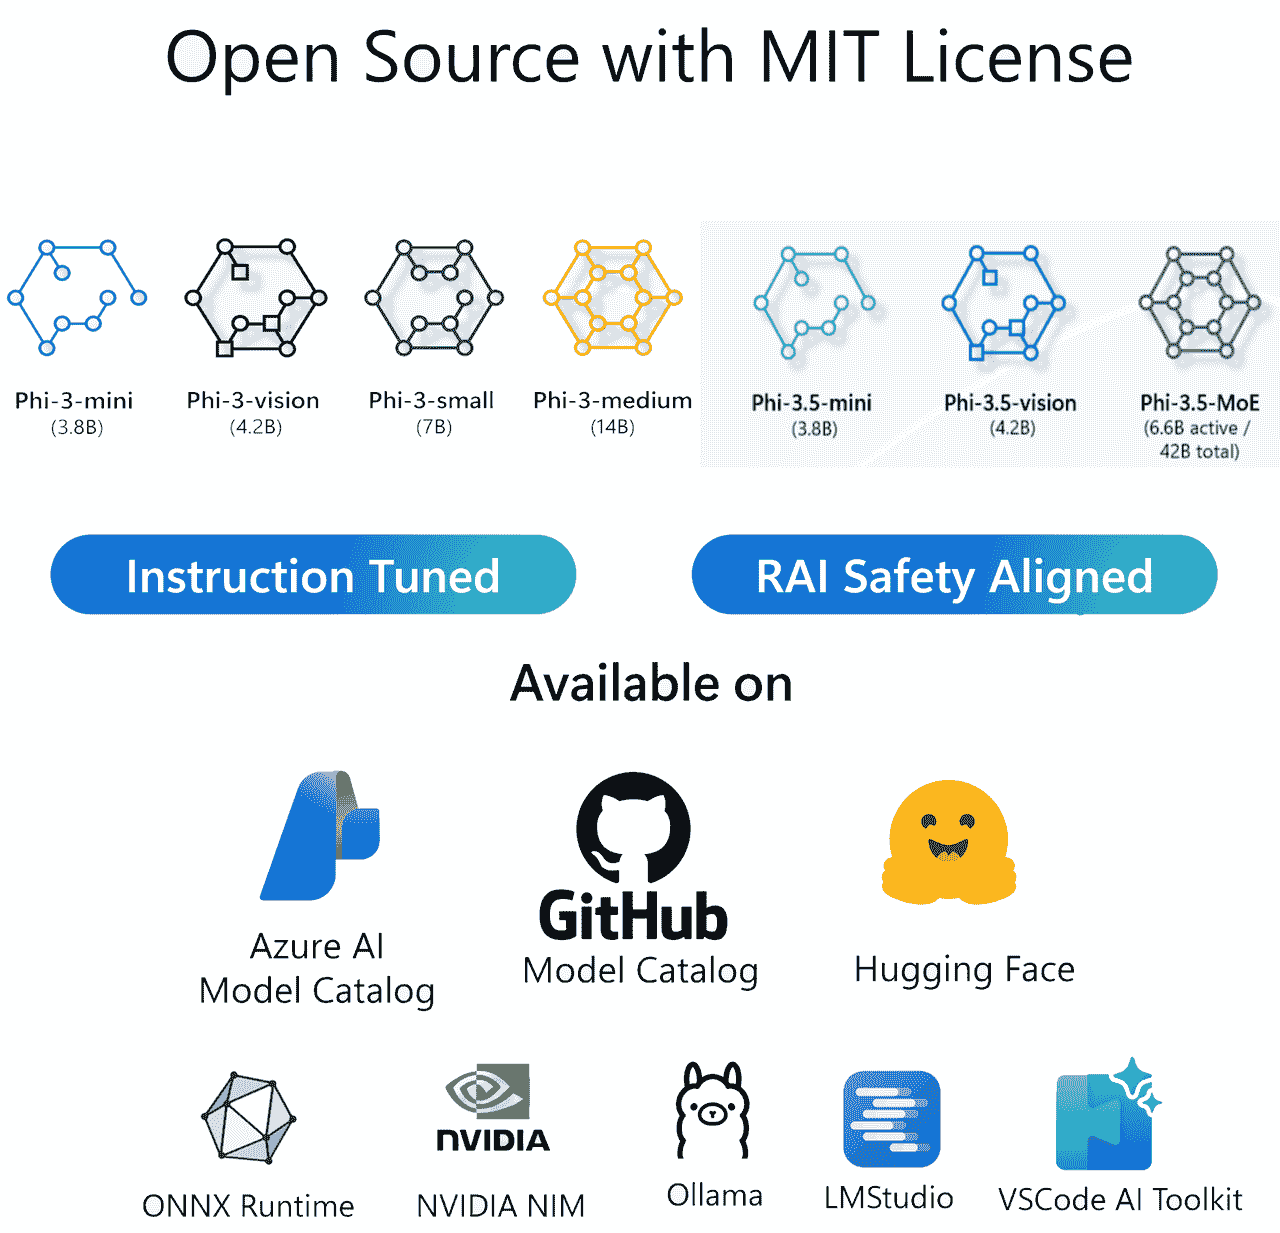 Open Source with MIT License
Phi-3-mini
(3.8B)
Phi-3-vision
(4.2B)
Phi-3-small
(7B)
Phi-3-medium
(14B)
Phi-3.5-mini
(3.8B)
Phi-3.5-vision
(4.2B)
Phi-3.5-MoE
(6.6B active /
42B total)
Instruction Tuned
RAI Safety Aligned
Available on
Azure AI
Model Catalog
GitHub
Model Catalog
Hugging Face
ONNX Runtime
NVIDIA
NVIDIA NIM
Ollama
LMStudio
VSCode AI Toolkit